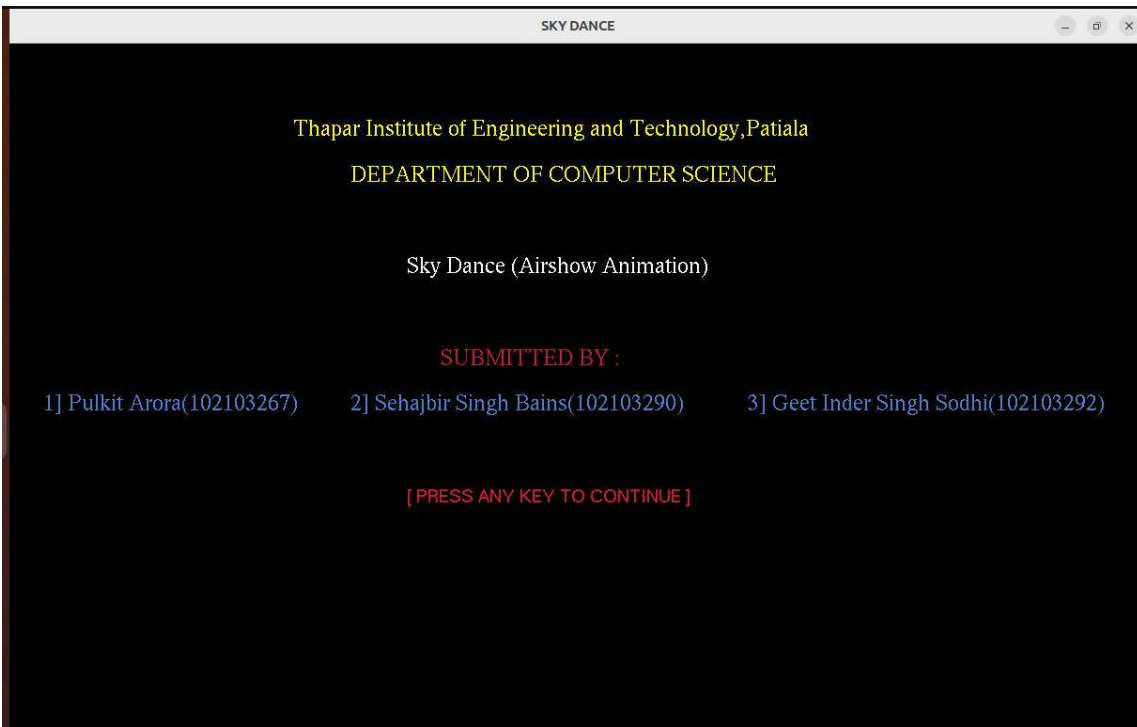 SKY DANCE
Thapar Institute of Engineering and Technology,Patiala
DEPARTMENT OF COMPUTER SCIENCE
Sky Dance (Airshow Animation)
SUBMITTED BY :
1] Pulkit Arora(102103267) 2] Sehajbir Singh Bains(102103290) 3] Geet Inder Singh Sodhi(102103292)
[ PRESS ANY KEY TO CONTINUE ]